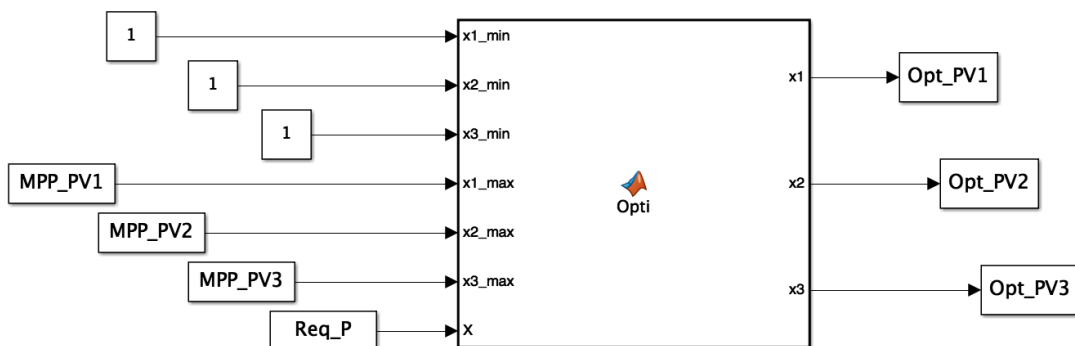 1
x1_min
1
x2_min
1
x3_min
MPP_PV1
x1_max
MPP_PV2
x2_max
MPP_PV3
x3_max
Req_P
X
Opti
x1
Opt_PV1
x2
Opt_PV2
x3
Opt_PV3